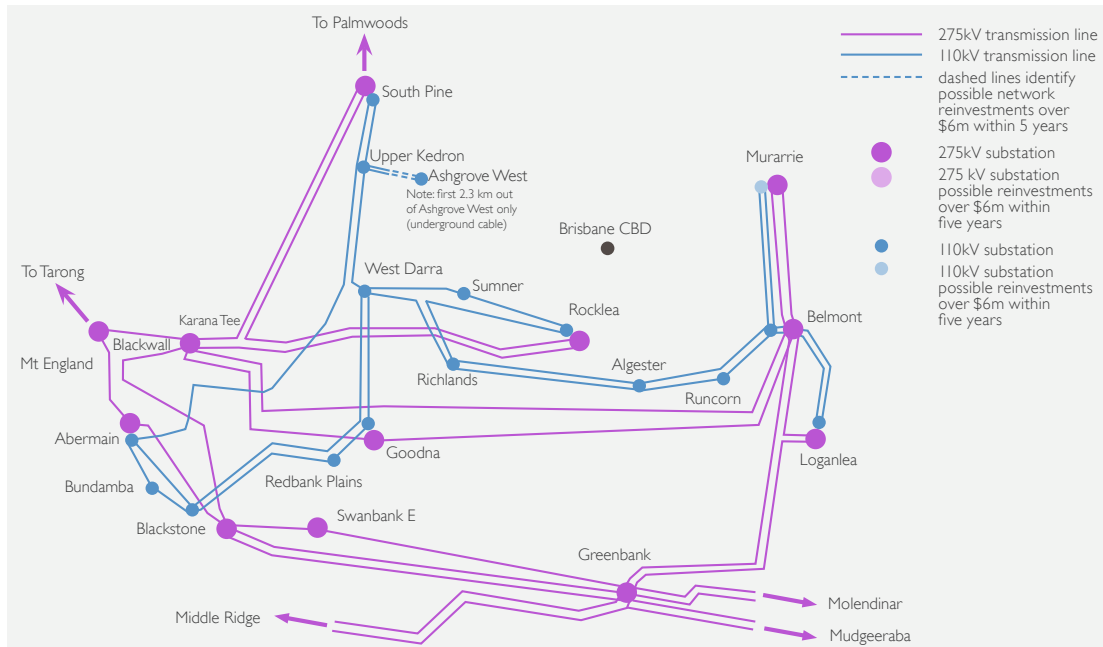 To Palmwoods
South Pine
Upper Kedron
Ashgrove West
Note: first 2.3 km out
of Ashgrove West only
(underground cable)
Brisbane CBD
Murarrie
275kV transmission line
110kV transmission line
dashed lines identify
possible network
reinvestments over
$6m within 5 years
275kV substation
275 kV substation
possible reinvestments
over $6m within
five years
110kV substation
110kV substation
possible reinvestments
over $6m within
five years
To Tarong
West Darra
Sumner
Rocklea
Belmont
Karana Tee
Blackwall
Mt England
Richlands
Algester
Runcorn
Abermain
Goodna
Loganlea
Bundamba
Redbank Plains
Blackstone
Swanbank E
Greenbank
Middle Ridge
Molendinar
Mudgeeraba